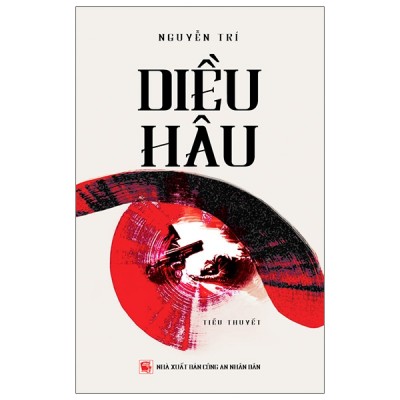 NGUYỄN TRÍ
DIỀU
HÂU
TIỂU THUYẾT
NHÀ XUẤT BẢN CÔNG AN NHÂN DÂN